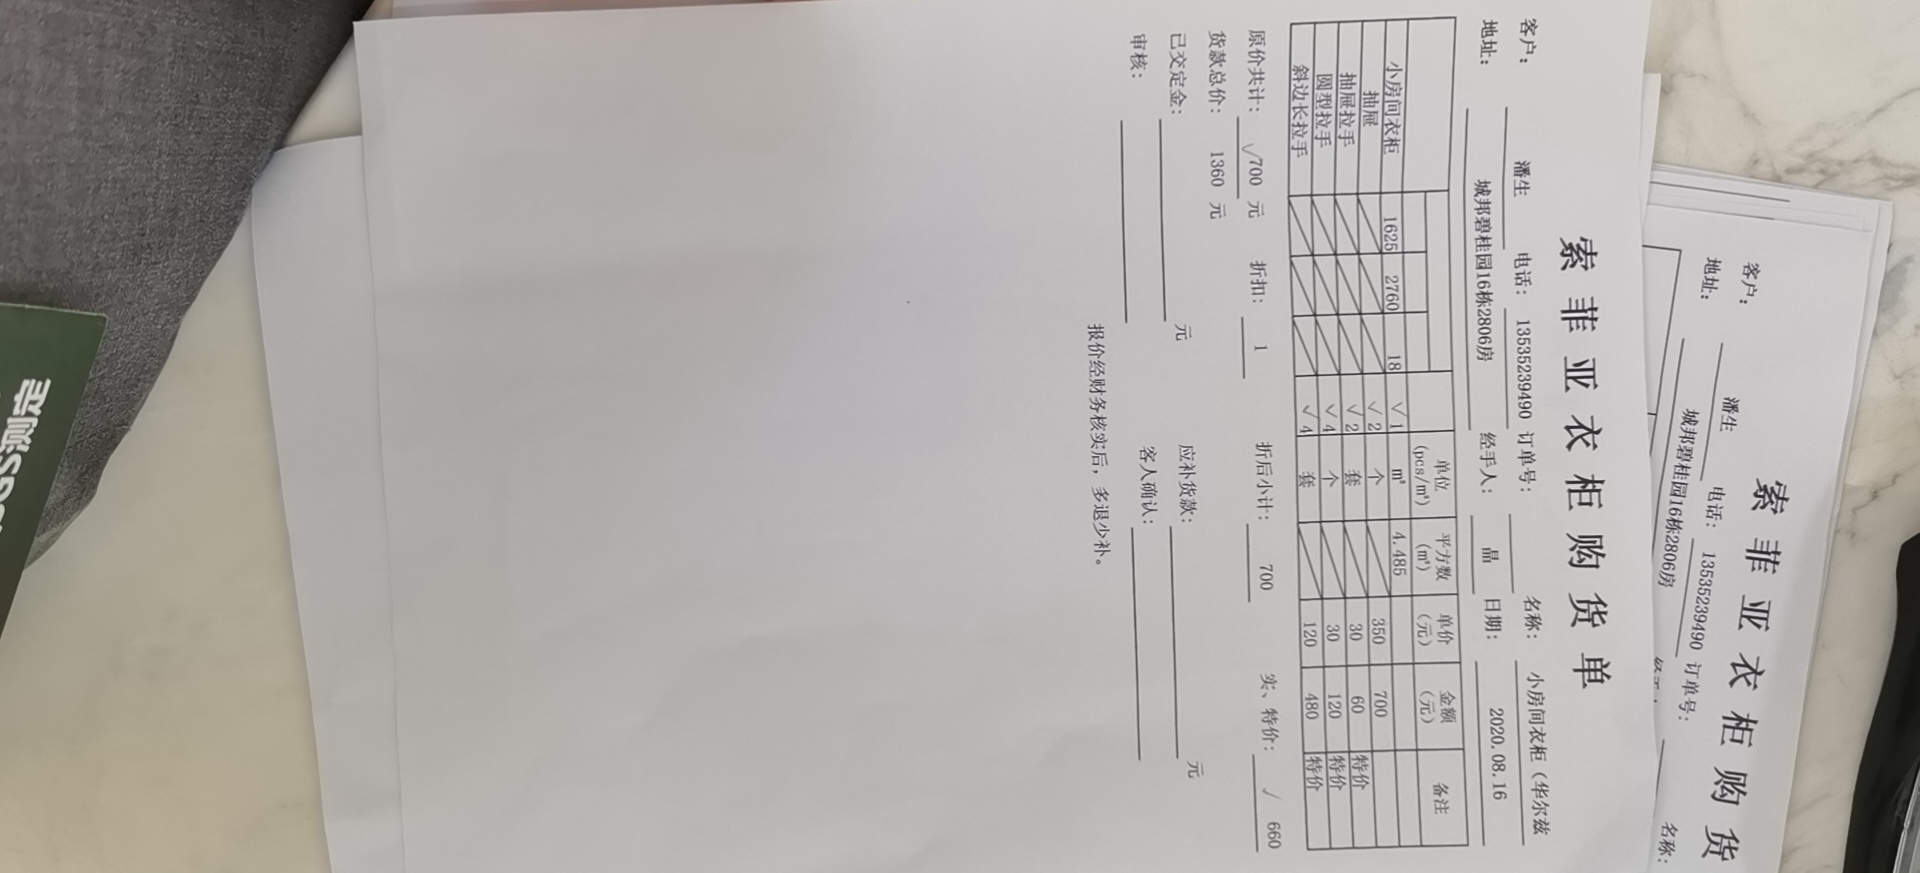 索菲亚衣柜购货单
客户： 潘生 电话： 13535239490 订单号： 名称： 小房间衣柜（华尔兹
地址： 城邦碧桂园16栋2806房 经手人： 晶 日期： 2020.08.16
单位(pcs/m²) 平方数(m²) 单价(元) 金额(元) 备注
小房间衣柜 1625 2760 18 √1 m² 4.485
抽屉 √2 个 350 700
抽屉拉手 √2 套 30 60 特价
圆型拉手 √4 个 30 120 特价
斜边长拉手 √4 套 120 480 特价
原价共计： √700 元 折扣： 1 折后小计： 700 实、特价： √ 660
货款总价： 1360 元
已交定金： 元 应补货款： 元
审核： 客人确认：
报价经财务核实后，多退少补。
索菲亚衣柜购货
客户： 潘生 电话： 13535239490 订单号： 名称：
地址： 城邦碧桂园16栋2806房
SGS测定